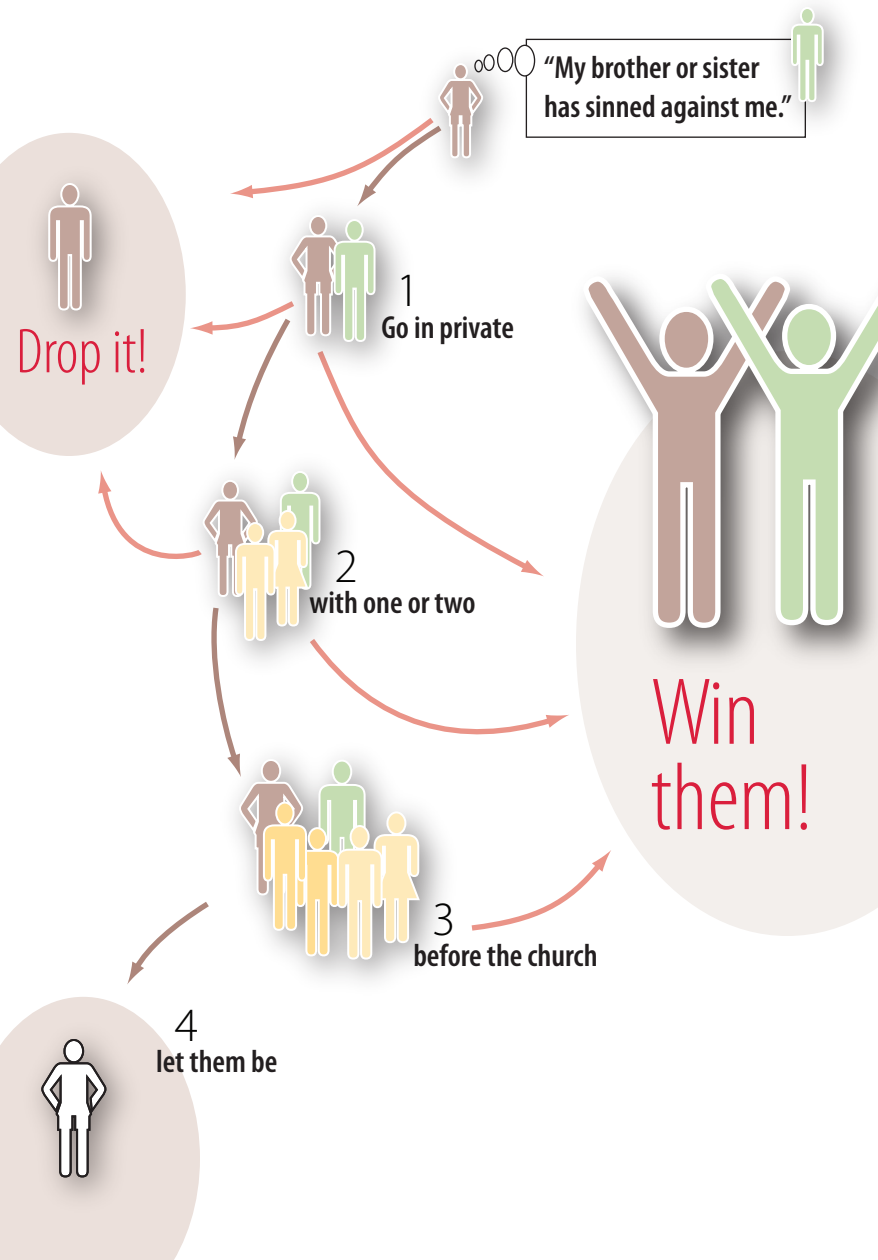 “My brother or sister
has sinned against me.”
Drop it!
1
Go in private
2
with one or two
Win
them!
3
before the church
4
let them be